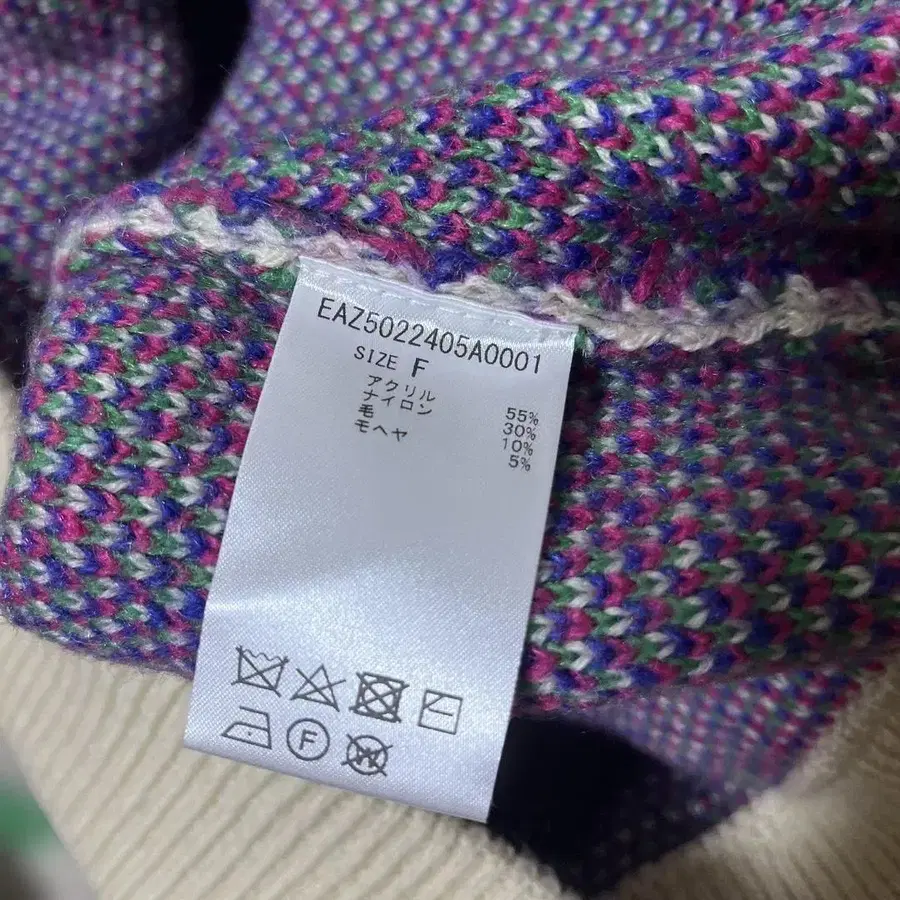 EAZ5022405A0001
SIZE F
アクリル 55%
ナイロン 30%
毛 10%
モヘヤ 5%
F
W